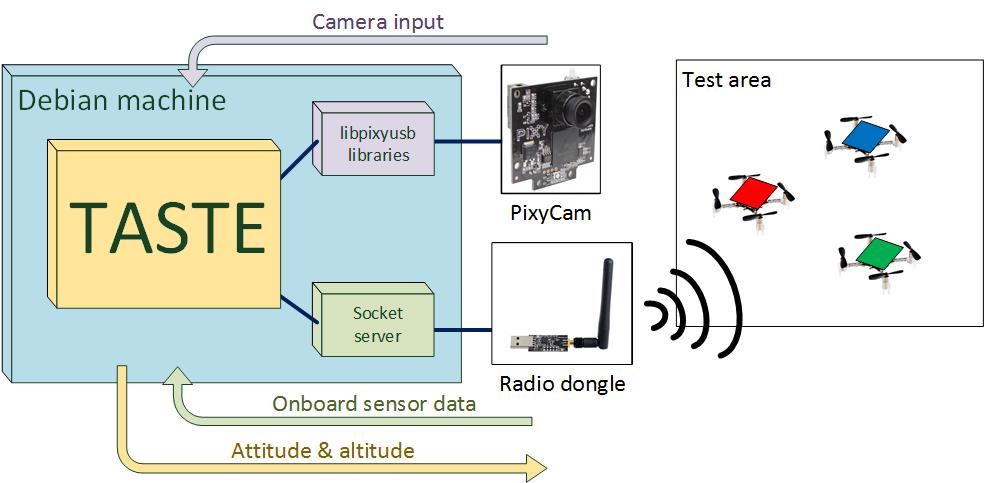 Camera input
Debian machine
Test area
libpixyusb
libraries
PIXY
TASTE
PixyCam
Socket
server
Radio dongle
Onboard sensor data
Attitude & altitude